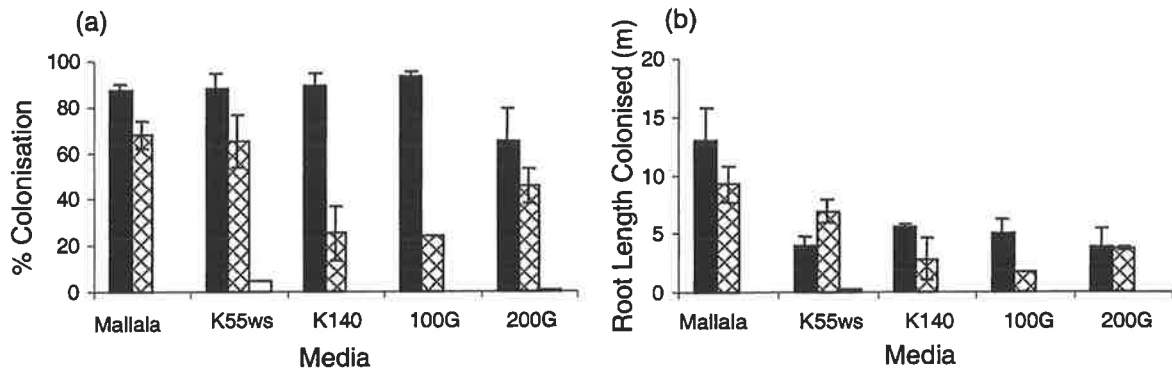 (a)
100
80
60
40
20
0
% Colonisation
Mallala K55ws K140 100G 200G
Media
(b)
20
15
10
5
0
Root Length Colonised (m)
Mallala K55ws K140 100G 200G
Media